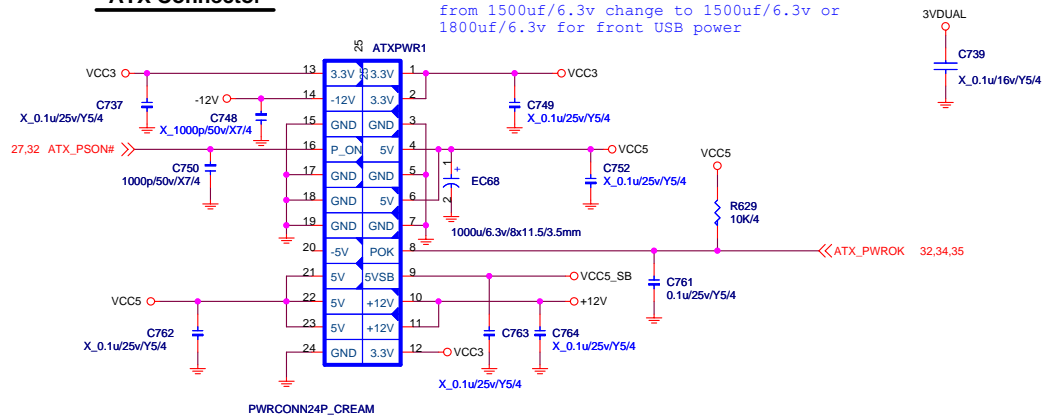 ATX Connector
from 1500uf/6.3v change to 1500uf/6.3v or
1800uf/6.3v for front USB power
3VDUAL
C739
X_0.1u/16v/Y5/4
25
ATXPWR1
25
VCC3
13
3.3V
3.3V
1
VCC3
C737
X_0.1u/25v/Y5/4
-12V
C748
X_1000p/50v/X7/4
14
-12V
3.3V
2
C749
X_0.1u/25v/Y5/4
15
GND
GND
3
27,32 ATX_PSON#
16
P_ON
5V
4
VCC5
C750
1000p/50v/X7/4
17
GND
GND
5
1
+
EC68
2
1000u/6.3v/8x11.5/3.5mm
C752
X_0.1u/25v/Y5/4
VCC5
R629
10K/4
18
GND
5V
6
19
GND
GND
7
20
-5V
POK
8
ATX_PWROK 32,34,35
C761
0.1u/25v/Y5/4
21
5V
5VSB
9
VCC5_SB
VCC5
22
5V
+12V
10
+12V
C762
X_0.1u/25v/Y5/4
23
5V
+12V
11
C763
X_0.1u/25v/Y5/4
C764
X_0.1u/25v/Y5/4
24
GND
3.3V
12
VCC3
PWRCONN24P_CREAM